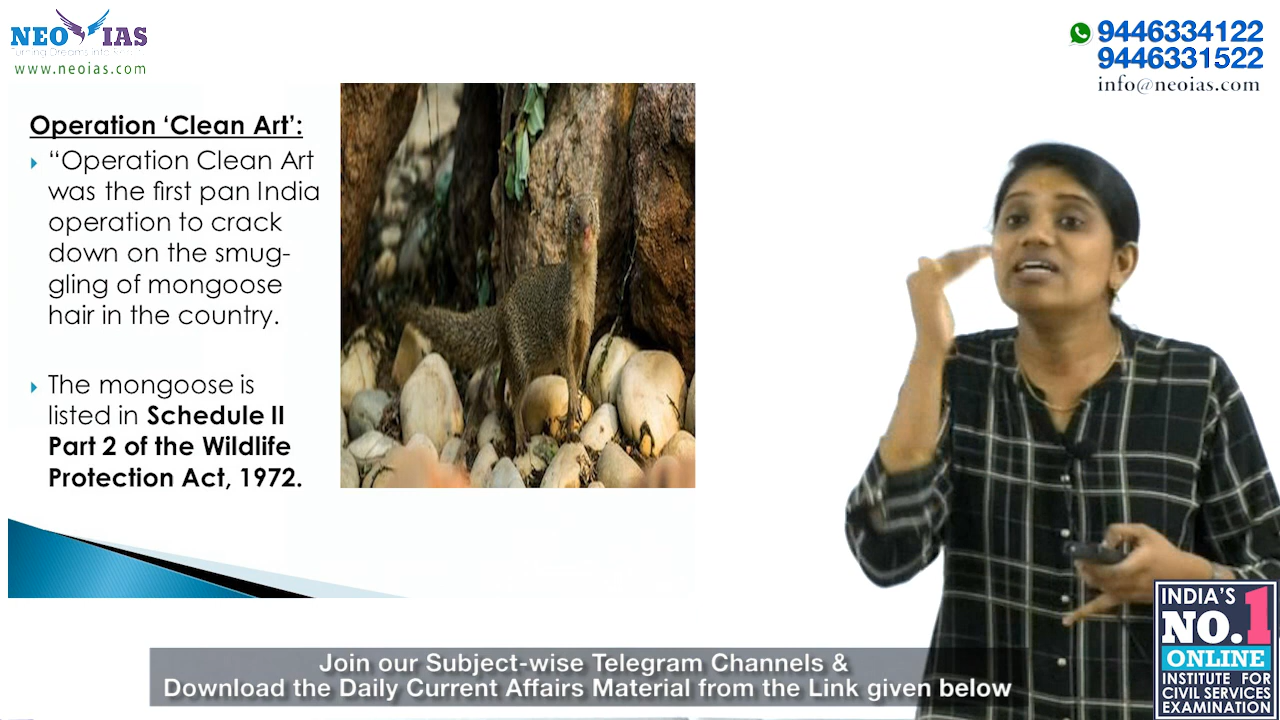 NEO IAS
Turning Dreams Into Reality
www.neoias.com
9446334122
9446331522
info@neoias.com
Operation ‘Clean Art’:
“Operation Clean Art
was the first pan India
operation to crack
down on the smug-
gling of mongoose
hair in the country.
The mongoose is
listed in Schedule II
Part 2 of the Wildlife
Protection Act, 1972.
INDIA'S
NO.1
ONLINE
INSTITUTE FOR
CIVIL SERVICES
EXAMINATION
Join our Subject-wise Telegram Channels &
Download the Daily Current Affairs Material from the Link given below